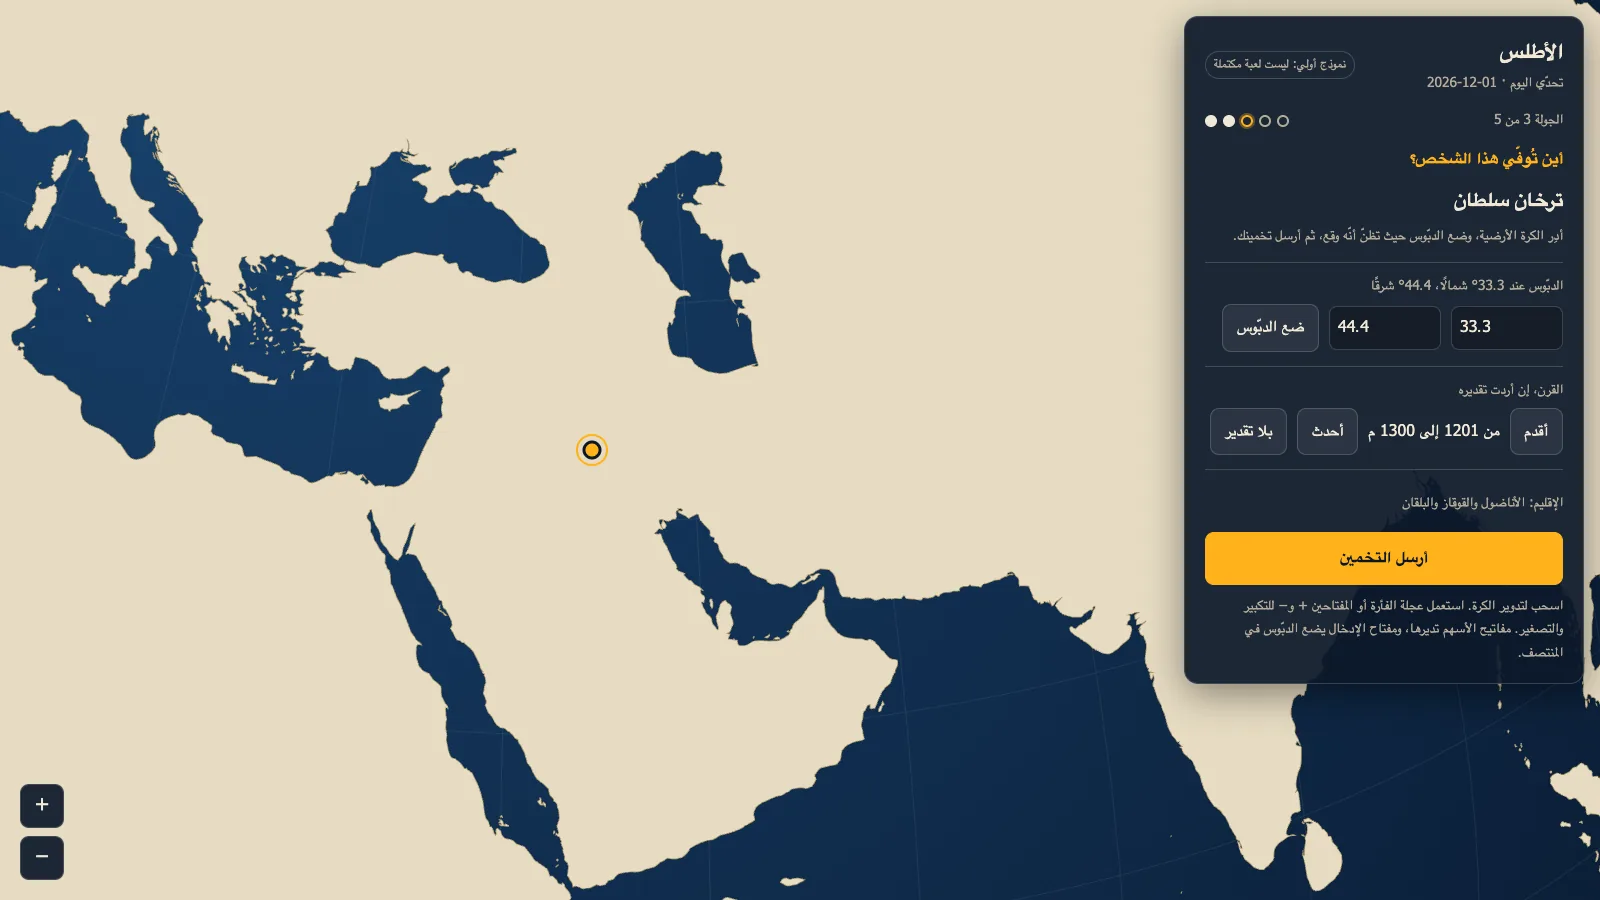 الأطلس
نموذج أولي: ليست لعبة مكتملة
تحدّي اليوم · 2026-12-01
الجولة 3 من 5
أين تُوفّي هذا الشخص؟
ترخان سلطان
أدِر الكرة الأرضية، وضع الدبّوس حيث تظنّ أنّه وقع، ثم أرسل تخمينك.
الدبّوس عند 33.3° شمالًا، 44.4° شرقًا
33.3 44.4 ضع الدبّوس
القرن، إن أردت تقديره
أقدم من 1201 إلى 1300 م أحدث بلا تقدير
الإقليم: الأناضول والقوقاز والبلقان
أرسل التخمين
اسحب لتدوير الكرة. استعمل عجلة الفأرة أو المفتاحين + و− للتكبير
والتصغير. مفاتيح الأسهم تديرها، ومفتاح الإدخال يضع الدبّوس في
المنتصف.
+
−